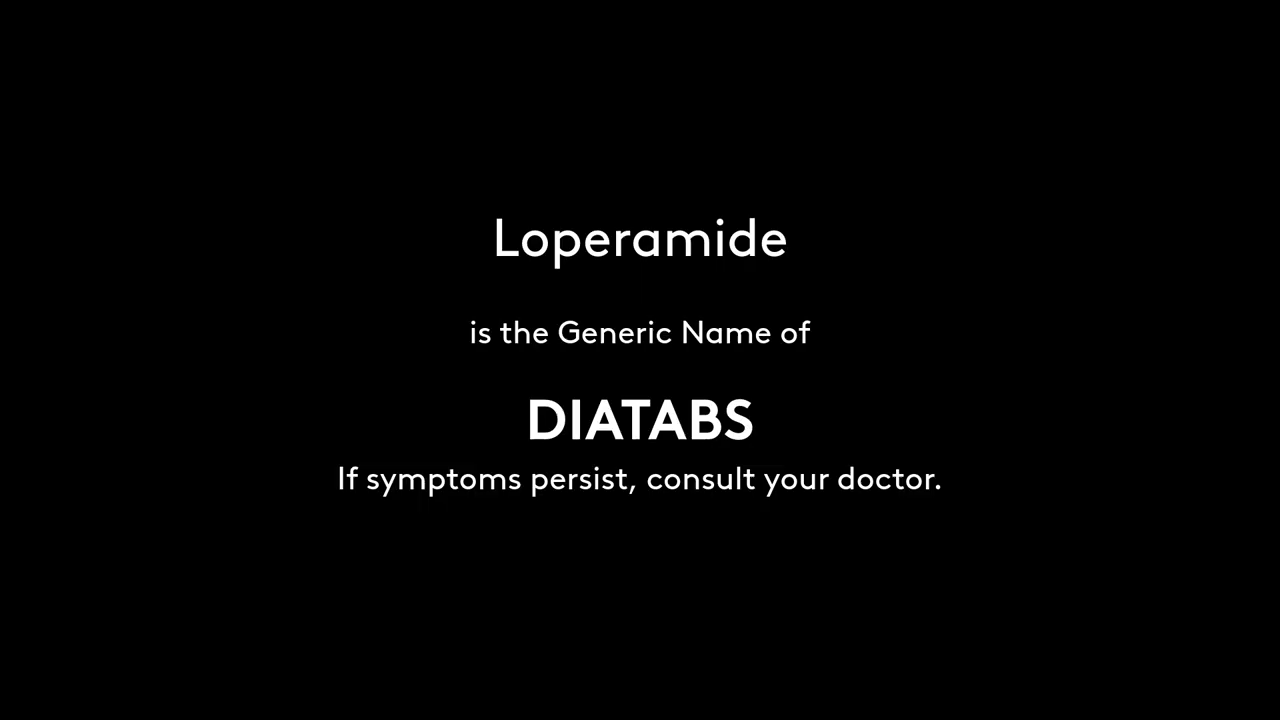 Loperamide
is the Generic Name of
DIATABS
If symptoms persist, consult your doctor.